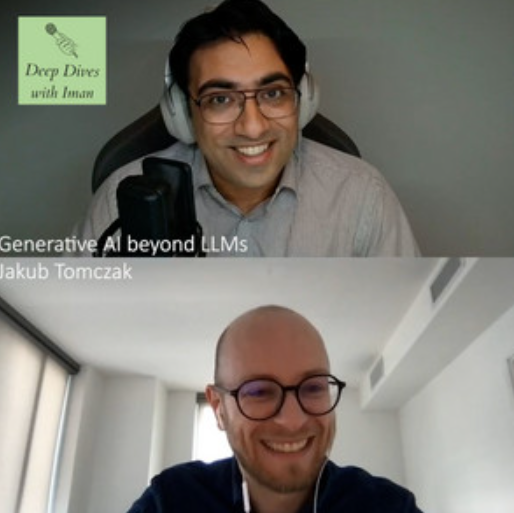 Deep Dives
with Iman
Generative AI beyond LLMs
Jakub Tomczak